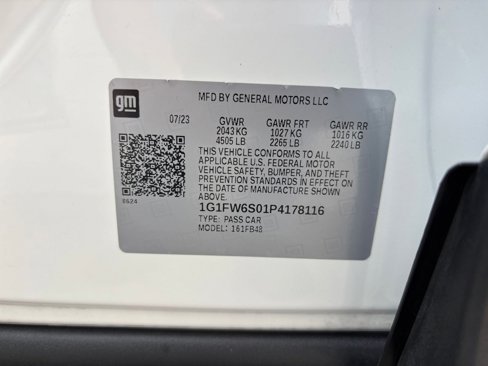 gm
MFD BY GENERAL MOTORS LLC
07/23 GVWR GAWR FRT GAWR RR
2043 KG 1027 KG 1016 KG
4505 LB 2265 LB 2240 LB
THIS VEHICLE CONFORMS TO ALL
APPLICABLE U.S. FEDERAL MOTOR
VEHICLE SAFETY, BUMPER, AND THEFT
PREVENTION STANDARDS IN EFFECT ON
THE DATE OF MANUFACTURE SHOWN
ABOVE.
1G1FW6S01P4178116
TYPE: PASS CAR
MODEL: 161FB48